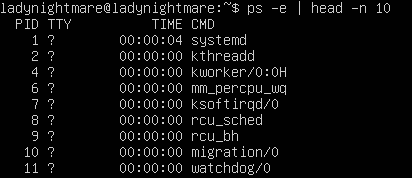 ladynightmare@ladynightmare:~$ ps -e | head -n 10
PID TTY TIME CMD
1 ? 00:00:04 systemd
2 ? 00:00:00 kthreadd
4 ? 00:00:00 kworker/0:0H
6 ? 00:00:00 mm_percpu_wq
7 ? 00:00:00 ksoftirqd/0
8 ? 00:00:00 rcu_sched
9 ? 00:00:00 rcu_bh
10 ? 00:00:00 migration/0
11 ? 00:00:00 watchdog/0